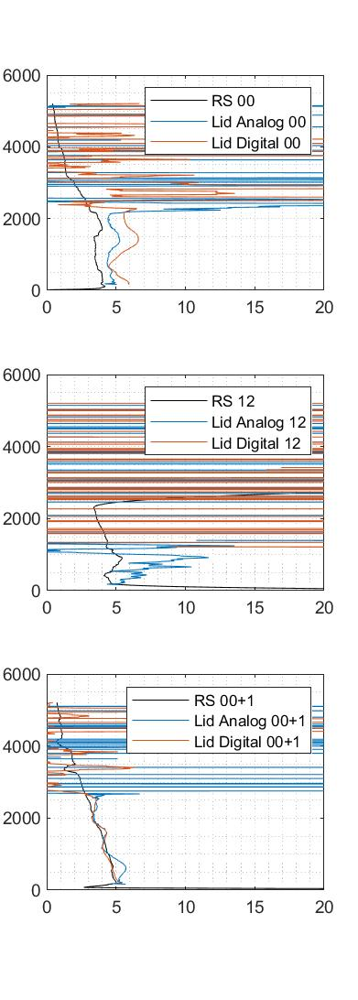 6000
RS 00
Lid Analog 00
Lid Digital 00
4000
2000
0
0 5 10 15 20
6000
RS 12
Lid Analog 12
Lid Digital 12
4000
2000
0
0 5 10 15 20
6000
RS 00+1
Lid Analog 00+1
Lid Digital 00+1
4000
2000
0
0 5 10 15 20